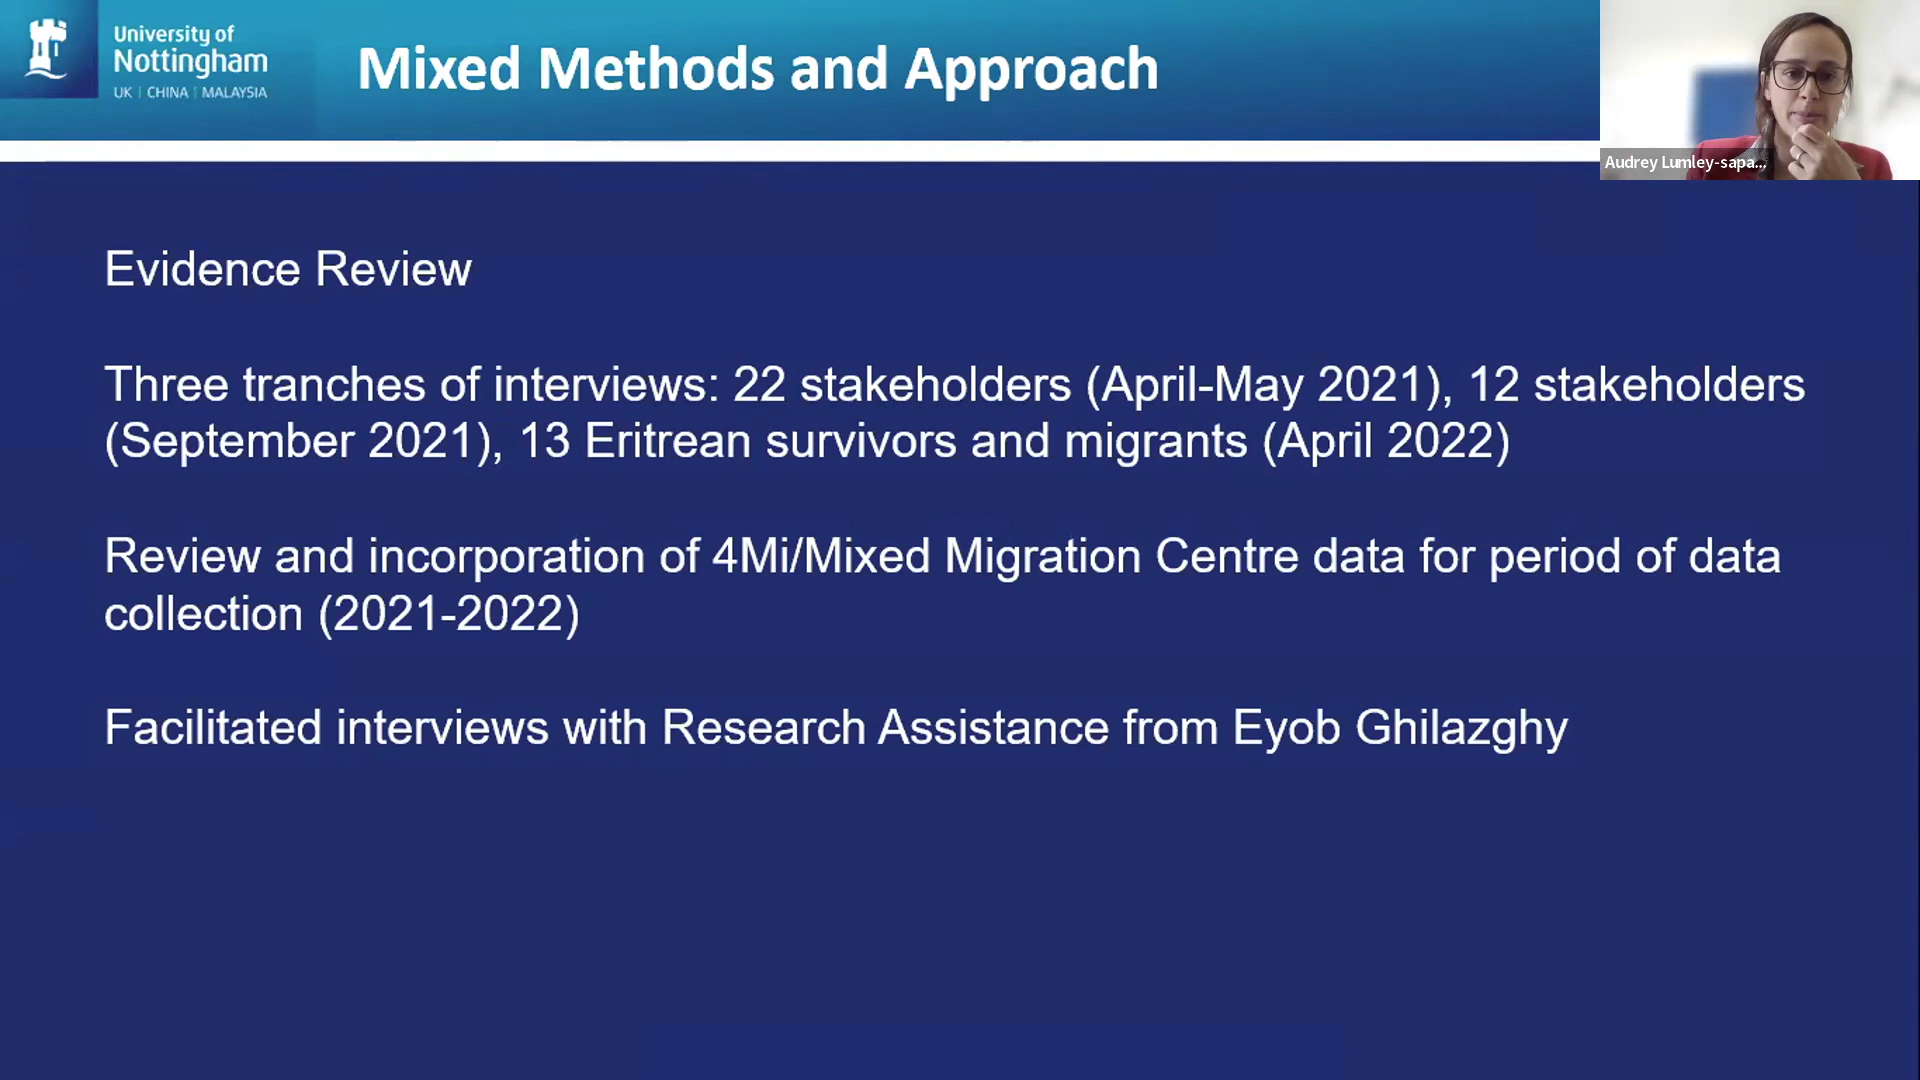 University of
Nottingham
UK | CHINA | MALAYSIA
Mixed Methods and Approach
Audrey Lumley-sapa...
Evidence Review
Three tranches of interviews: 22 stakeholders (April-May 2021), 12 stakeholders
(September 2021), 13 Eritrean survivors and migrants (April 2022)
Review and incorporation of 4Mi/Mixed Migration Centre data for period of data
collection (2021-2022)
Facilitated interviews with Research Assistance from Eyob Ghilazghy